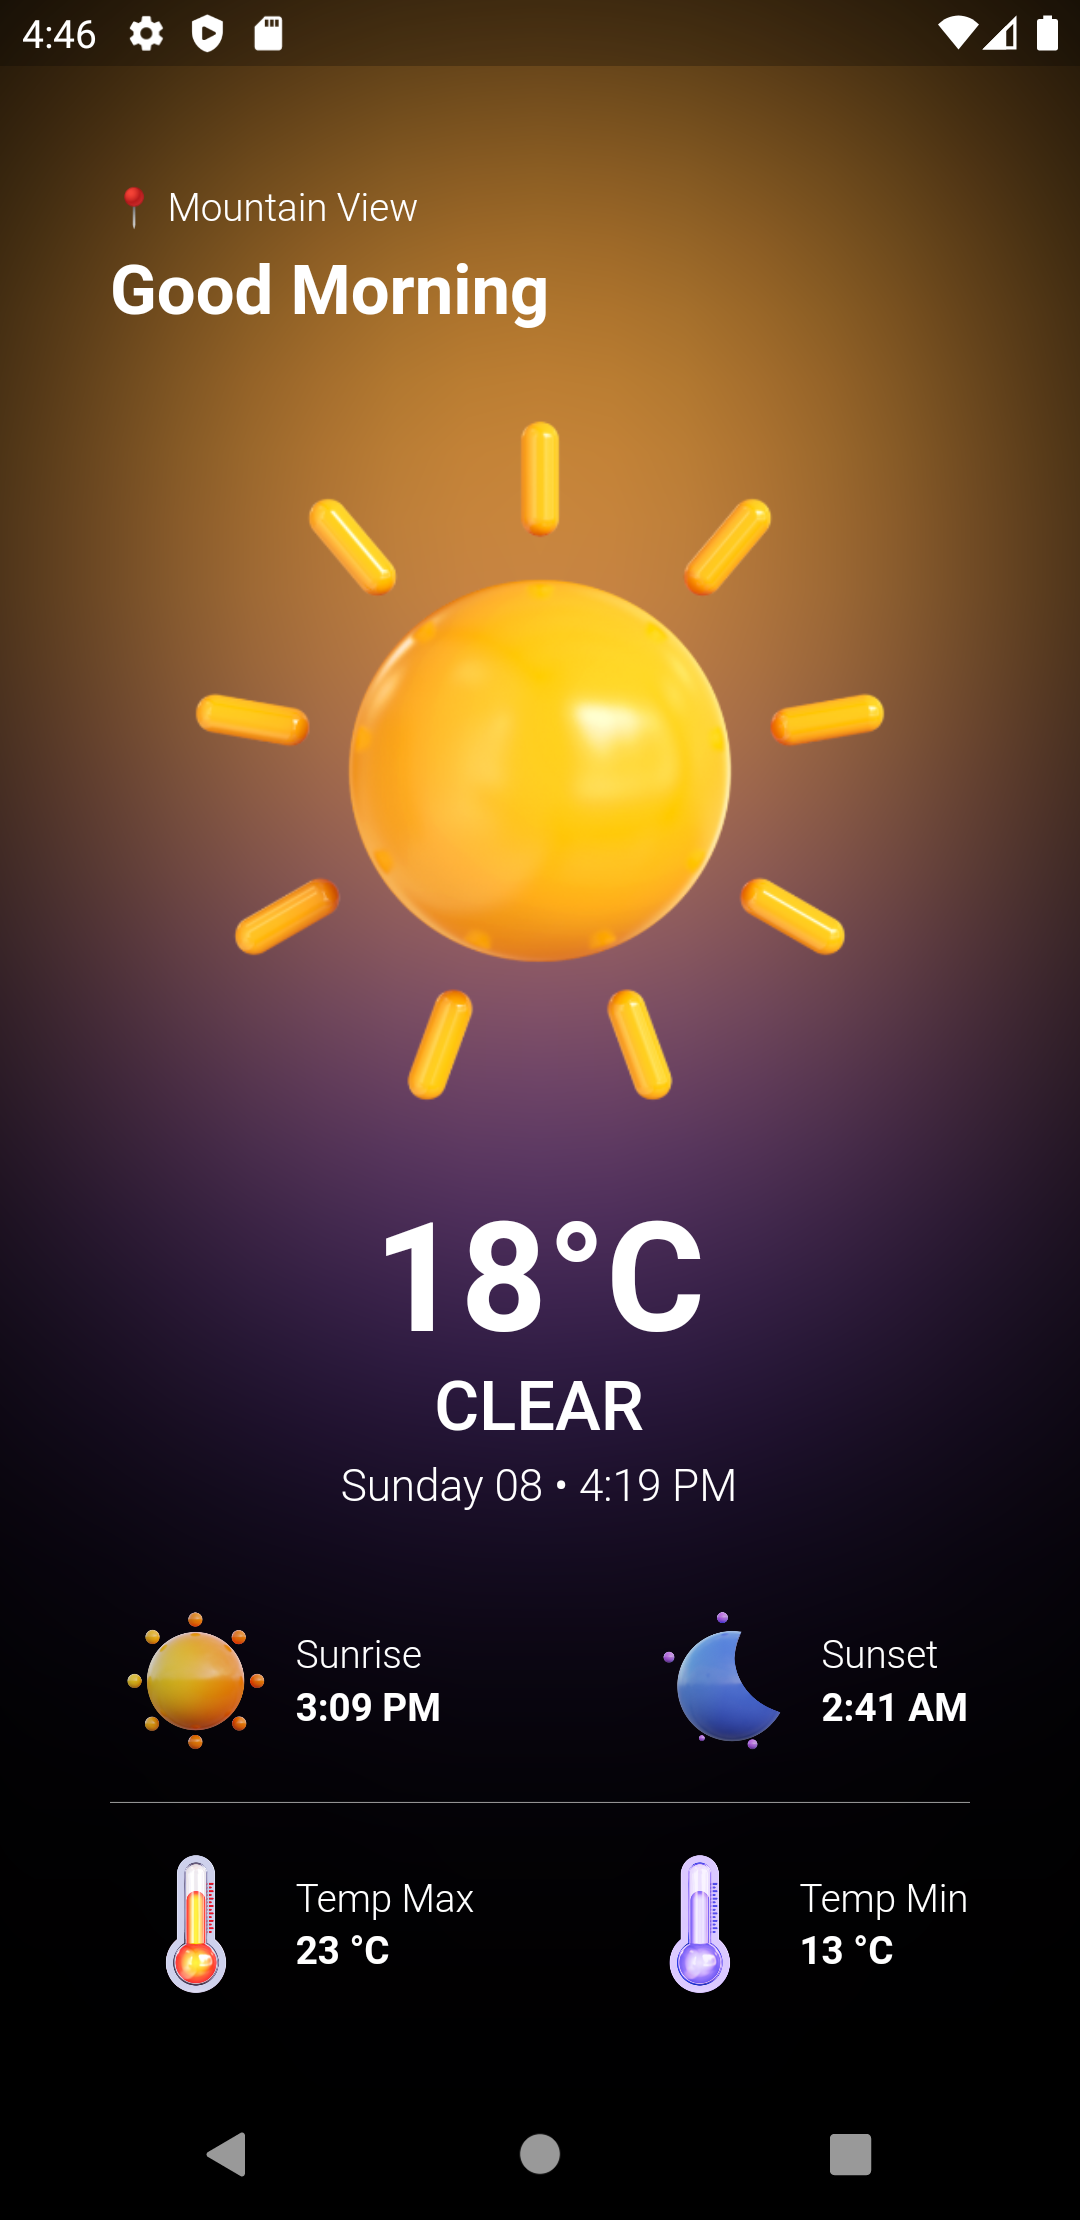 4:46
Mountain View
Good Morning
18°C
CLEAR
Sunday 08 • 4:19 PM
Sunrise
3:09 PM
Sunset
2:41 AM
Temp Max
23 °C
Temp Min
13 °C